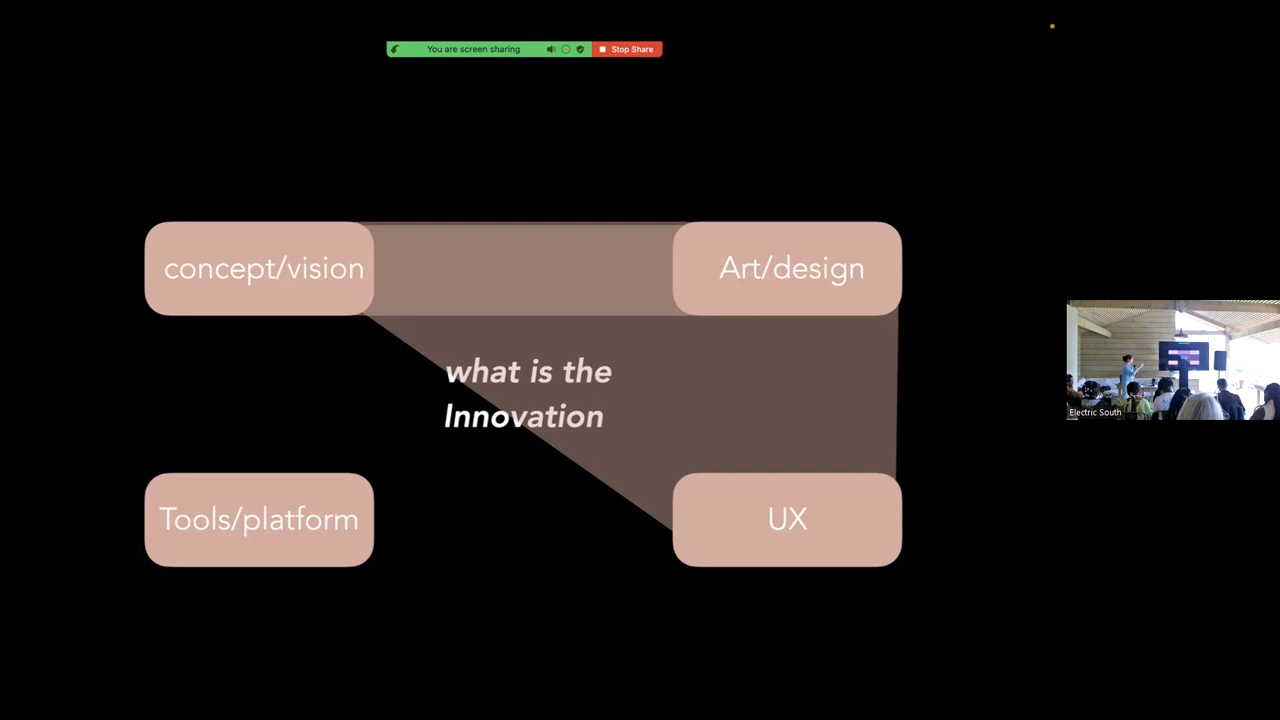 You are screen sharing
Stop Share
concept/vision
Art/design
what is the
Innovation
Electric South
Tools/platform
UX